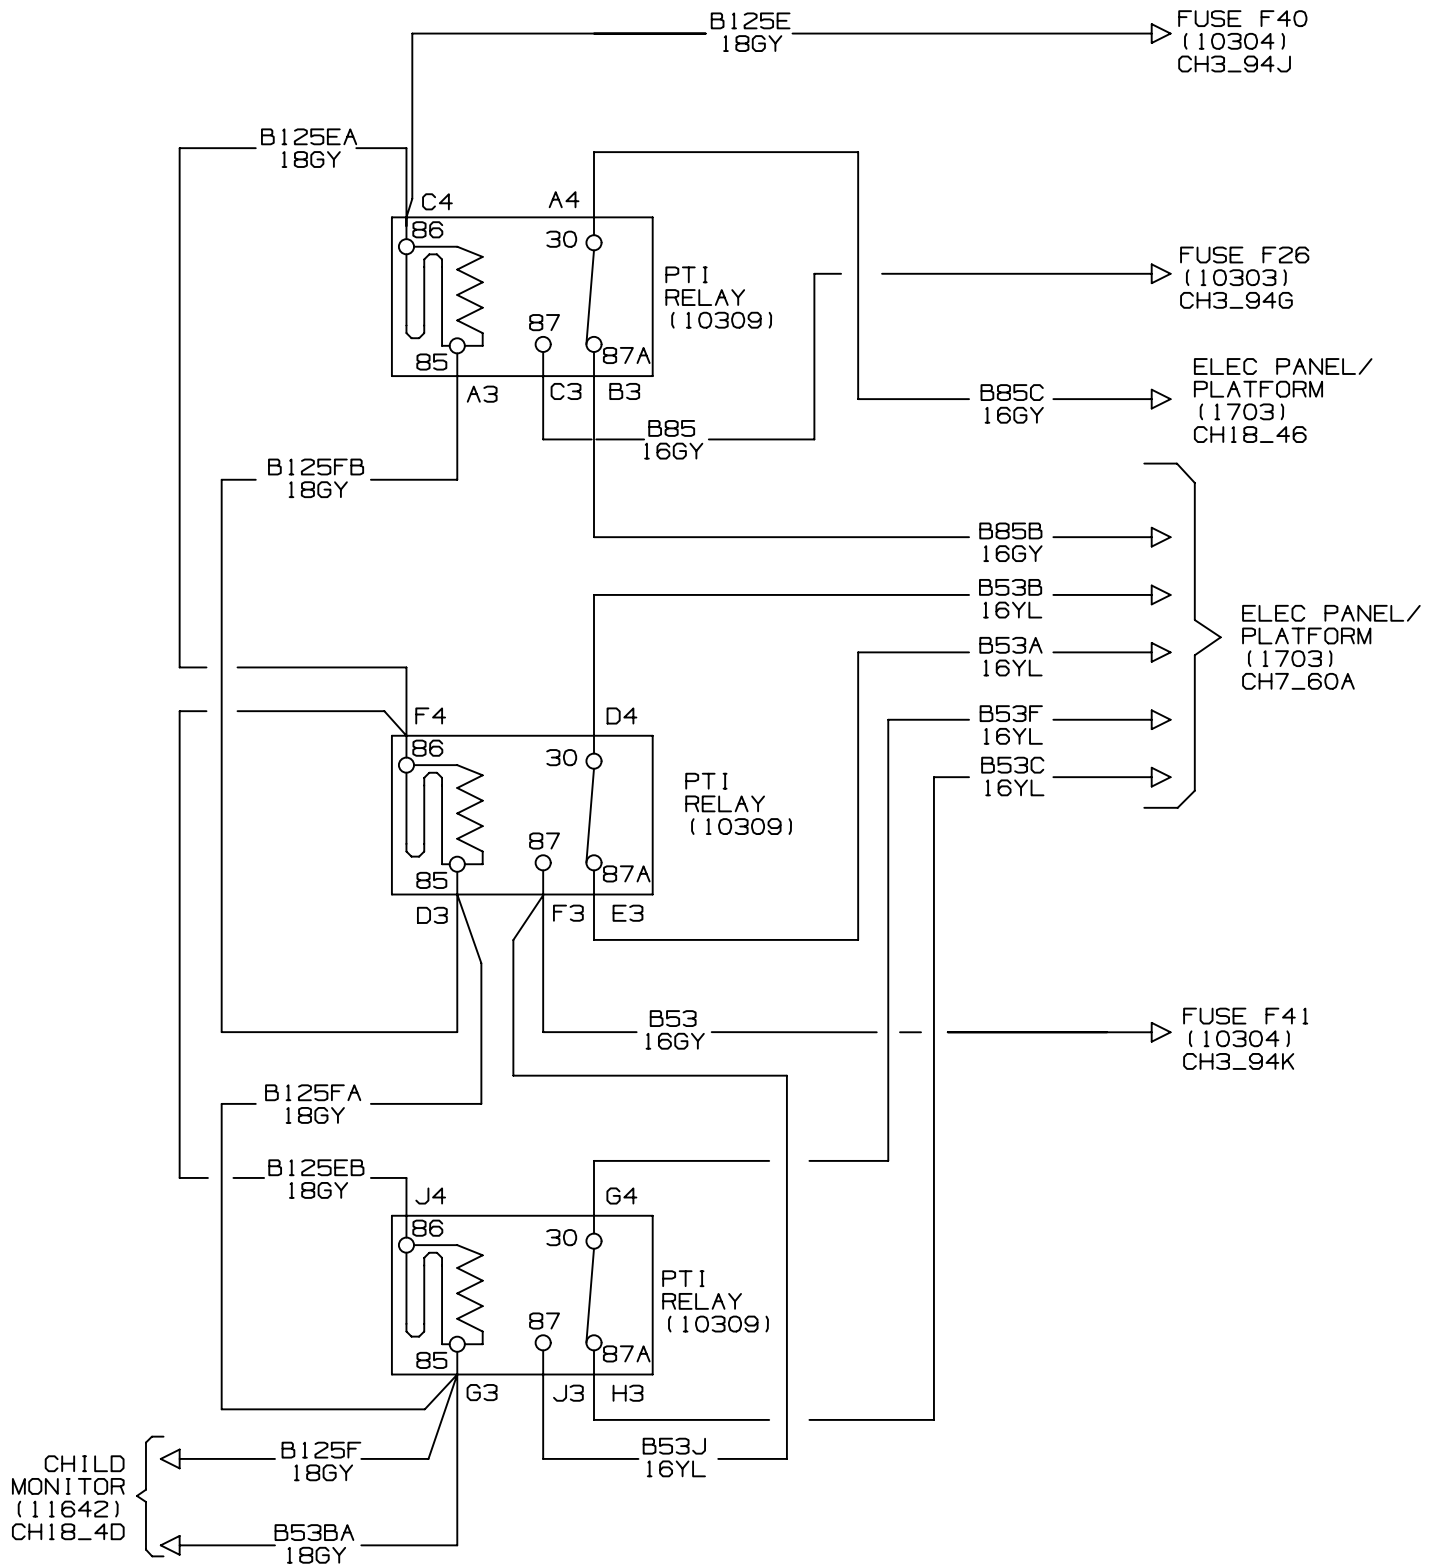 B125E
18GY
FUSE F40
(10304)
CH3_94J
B125EA
18GY
C4
A4
86
30
87
85
87A
PTI
RELAY
(10309)
A3
C3
B3
FUSE F26
(10303)
CH3_94G
B85C
16GY
ELEC PANEL/
PLATFORM
(1703)
CH18_46
B85
16GY
B125FB
18GY
B85B
16GY
B53B
16YL
B53A
16YL
B53F
16YL
B53C
16YL
ELEC PANEL/
PLATFORM
(1703)
CH7_60A
F4
D4
86
30
87
85
87A
PTI
RELAY
(10309)
D3
F3
E3
B53
16GY
FUSE F41
(10304)
CH3_94K
B125FA
18GY
B125EB
18GY
J4
G4
86
30
87
85
87A
PTI
RELAY
(10309)
G3
J3
H3
B125F
18GY
B53J
16YL
CHILD
MONITOR
(11642)
CH18_4D
B53BA
18GY